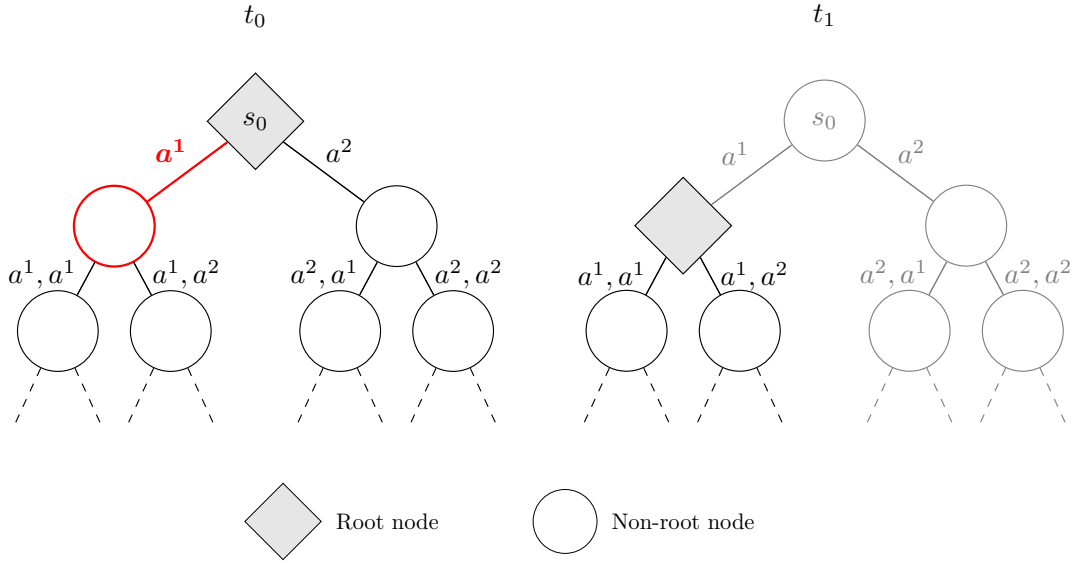 t₀
s₀
a¹
a²
a¹, a¹
a¹, a²
a², a¹
a², a²
t₁
s₀
a¹
a²
a¹, a¹
a¹, a²
a², a¹
a², a²
Root node
Non-root node